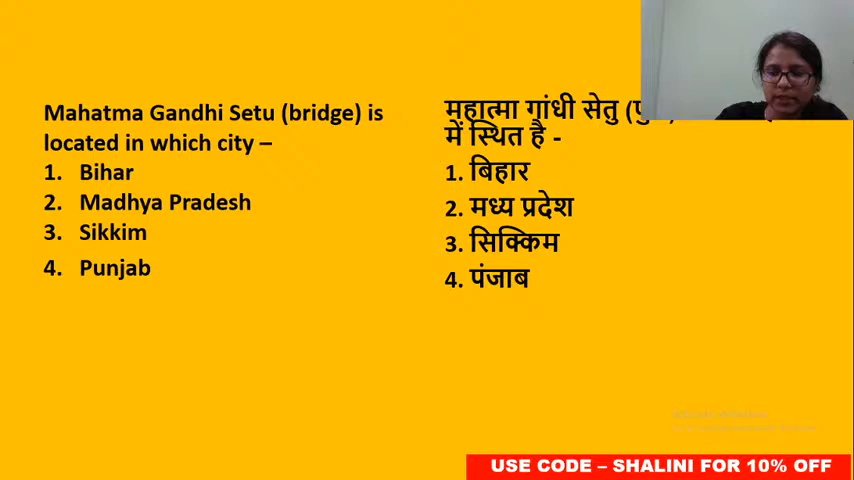 Mahatma Gandhi Setu (bridge) is
located in which city –
1. Bihar
2. Madhya Pradesh
3. Sikkim
4. Punjab
महात्मा गांधी सेतु
में स्थित है -
1. बिहार
2. मध्य प्रदेश
3. सिक्किम
4. पंजाब
USE CODE – SHALINI FOR 10% OFF